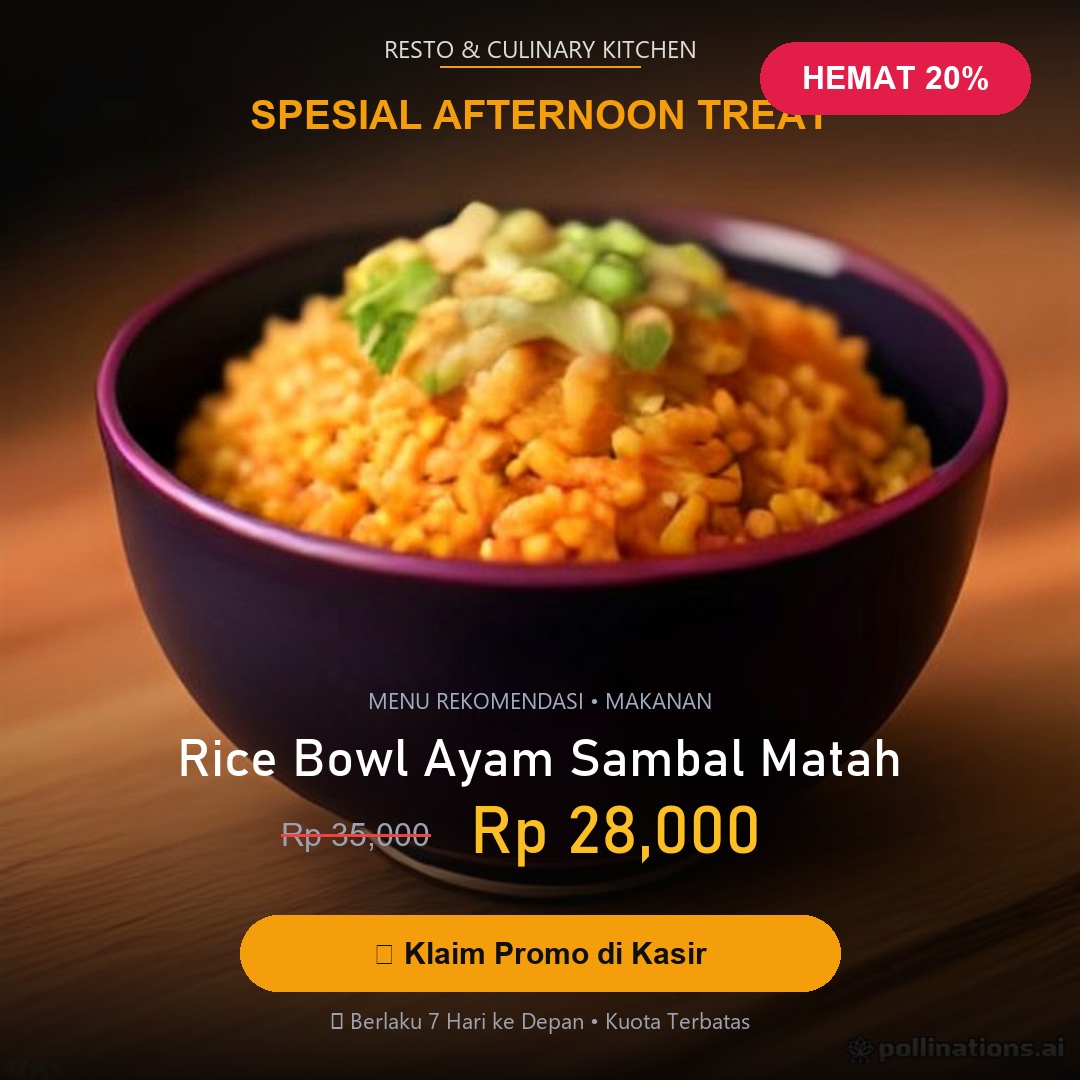 RESTO & CULINARY KITCHEN
HEMAT 20%
SPESIAL AFTERNOON TREAT
MENU REKOMENDASI • MAKANAN
Rice Bowl Ayam Sambal Matah
Rp 35,000 Rp 28,000
Klaim Promo di Kasir
Berlaku 7 Hari ke Depan • Kuota Terbatas
pollinations.ai